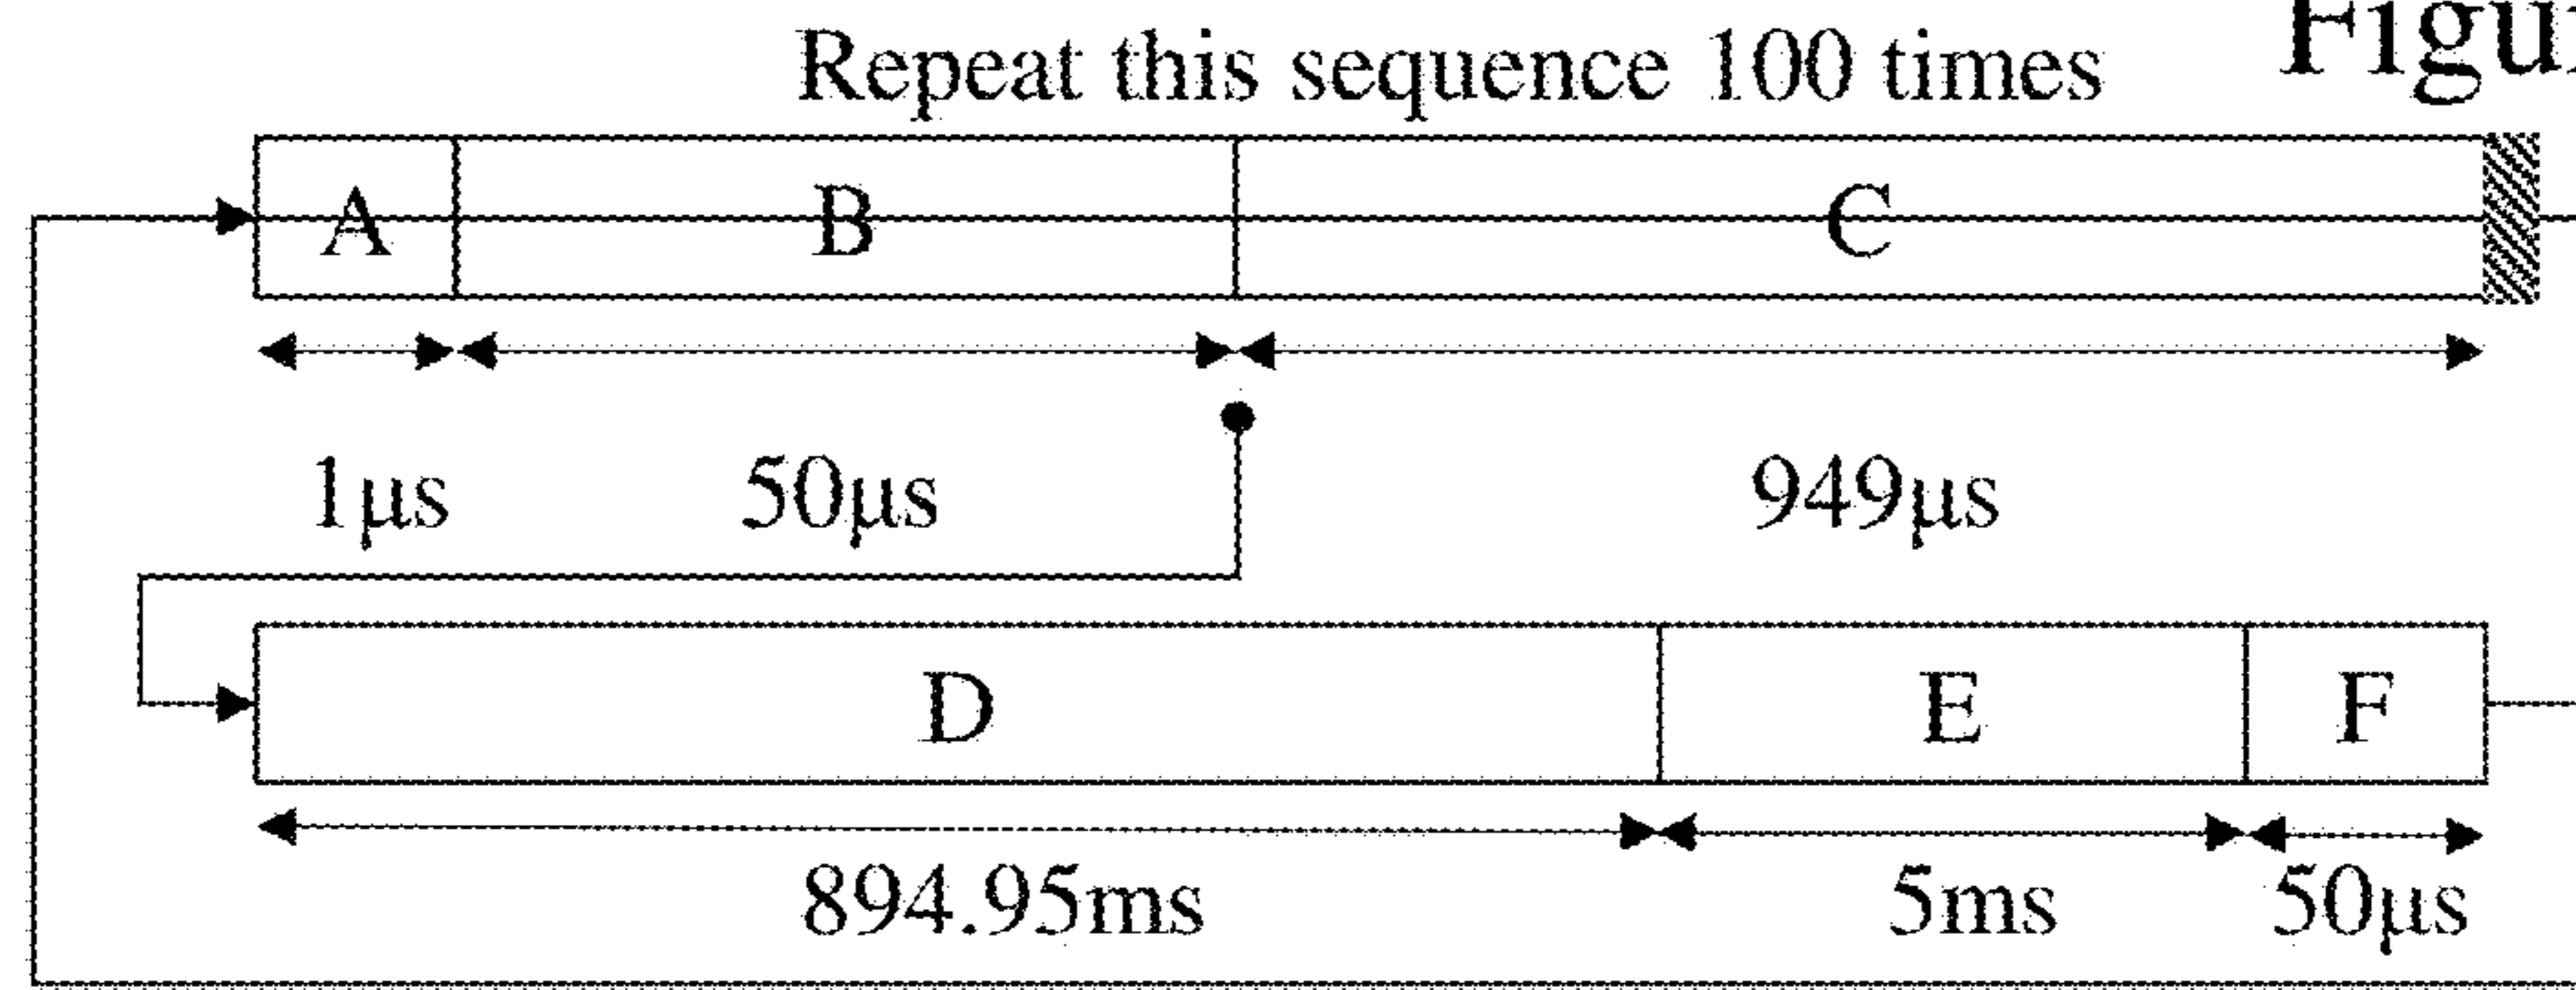 Repeat this sequence 100 times
A B C
1μs 50μs 949μs
D E F
894.95ms 5ms 50μs